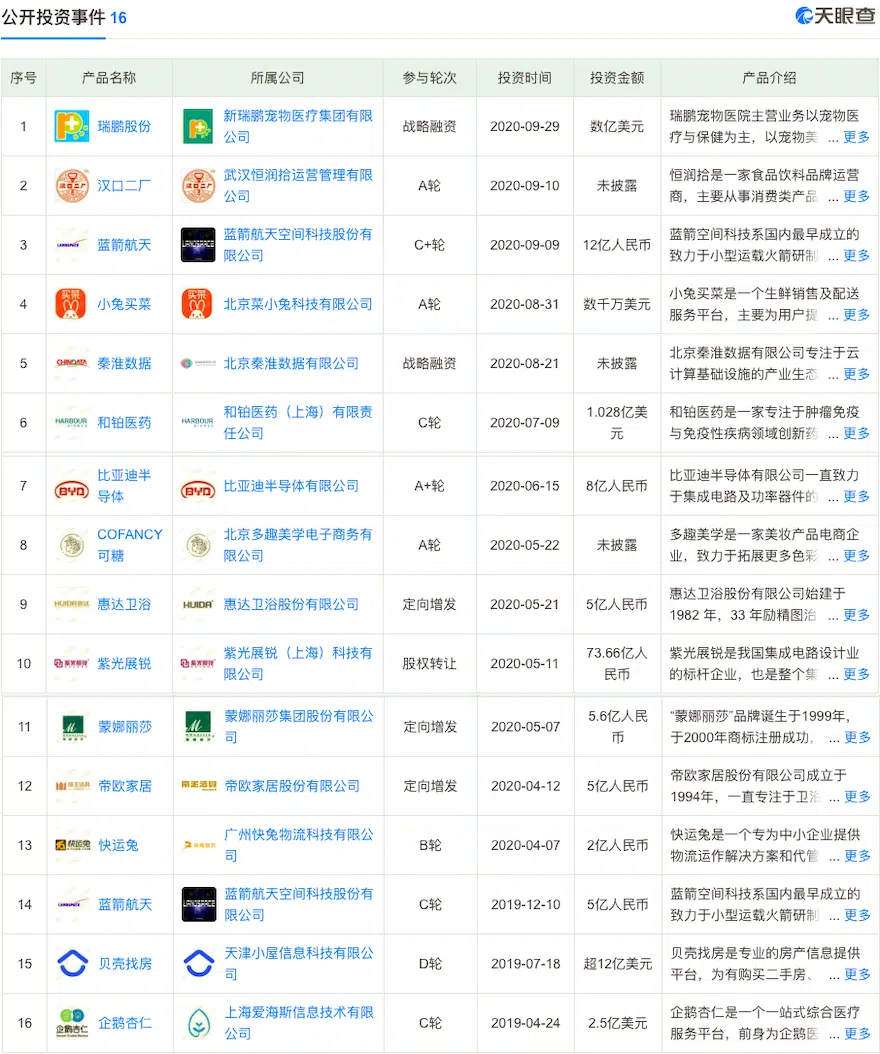 公开投资事件 16
天眼查
序号 产品名称 所属公司 参与轮次 投资时间 投资金额 产品介绍
1 瑞鹏股份 新瑞鹏宠物医疗集团有限 战略融资 2020-09-29 数亿美元 瑞鹏宠物医院主营业务以宠物医
公司 疗与保健为主，以宠物美 ... 更多
2 汉口二厂 武汉恒润拾运营管理有限 A轮 2020-09-10 未披露 恒润拾是一家食品饮料品牌运营
公司 商，主要从事消费类产品 ... 更多
3 LANDSPACE 蓝箭航天 LANDSPACE 蓝箭航天空间科技股份有 C+轮 2020-09-09 12亿人民币 蓝箭空间科技系国内最早成立的
限公司 致力于小型运载火箭研制 ... 更多
4 买菜 小兔买菜 买菜 北京菜小兔科技有限公司 A轮 2020-08-31 数千万美元 小兔买菜是一个生鲜销售及配送
服务平台，主要为用户提 ... 更多
5 CHINDATA 秦淮数据 北京秦淮数据有限公司 战略融资 2020-08-21 未披露 北京秦淮数据有限公司专注于云
计算基础设施的产业生态 ... 更多
6 HARBOUR 和铂医药 HARBOUR 和铂医药（上海）有限责 C轮 2020-07-09 1.028亿美 和铂医药是一家专注于肿瘤免疫
任公司 元 与免疫性疾病领域创新药 ... 更多
7 BYD 比亚迪半 BYD 比亚迪半导体有限公司 A+轮 2020-06-15 8亿人民币 比亚迪半导体有限公司一直致力
导体 于集成电路及功率器件的 ... 更多
8 COFANCY 北京多趣美学电子商务有 A轮 2020-05-22 未披露 多趣美学是一家美妆产品电商企
可糖 限公司 业，致力于拓展更多色彩 ... 更多
9 HUIDA惠达 惠达卫浴 HUIDA 惠达卫浴股份有限公司 定向增发 2020-05-21 5亿人民币 惠达卫浴股份有限公司始建于
1982 年，33 年励精图治 ... 更多
10 紫光展锐 紫光展锐 紫光展锐 紫光展锐（上海）科技有 股权转让 2020-05-11 73.66亿人 紫光展锐是我国集成电路设计业
限公司 民币 的标杆企业，也是整个集 ... 更多
11 M 蒙娜丽莎 M 蒙娜丽莎集团股份有限公 定向增发 2020-05-07 5.6亿人民 “蒙娜丽莎”品牌诞生于1999年，
司 币 于2000年商标注册成功， ... 更多
12 帝欧家居 帝王洁具 帝欧家居股份有限公司 定向增发 2020-04-12 5亿人民币 帝欧家居股份有限公司成立于
1994年，一直专注于卫浴 ... 更多
13 快运兔 快运兔 广州快兔物流科技有限公 B轮 2020-04-07 2亿人民币 快运兔是一个专为中小企业提供
司 物流运作解决方案和代管 ... 更多
14 LANDSPACE 蓝箭航天 LANDSPACE 蓝箭航天空间科技股份有 C轮 2019-12-10 5亿人民币 蓝箭空间科技系国内最早成立的
限公司 致力于小型运载火箭研制 ... 更多
15 贝壳找房 天津小屋信息科技有限公 D轮 2019-07-18 超12亿美元 贝壳找房是专业的房产信息提供
司 平台，为有购买二手房、 ... 更多
16 企鹅杏仁 企鹅杏仁 上海爱海斯信息技术有限 C轮 2019-04-24 2.5亿美元 企鹅杏仁是一个一站式综合医疗
公司 服务平台，前身为企鹅医 ... 更多